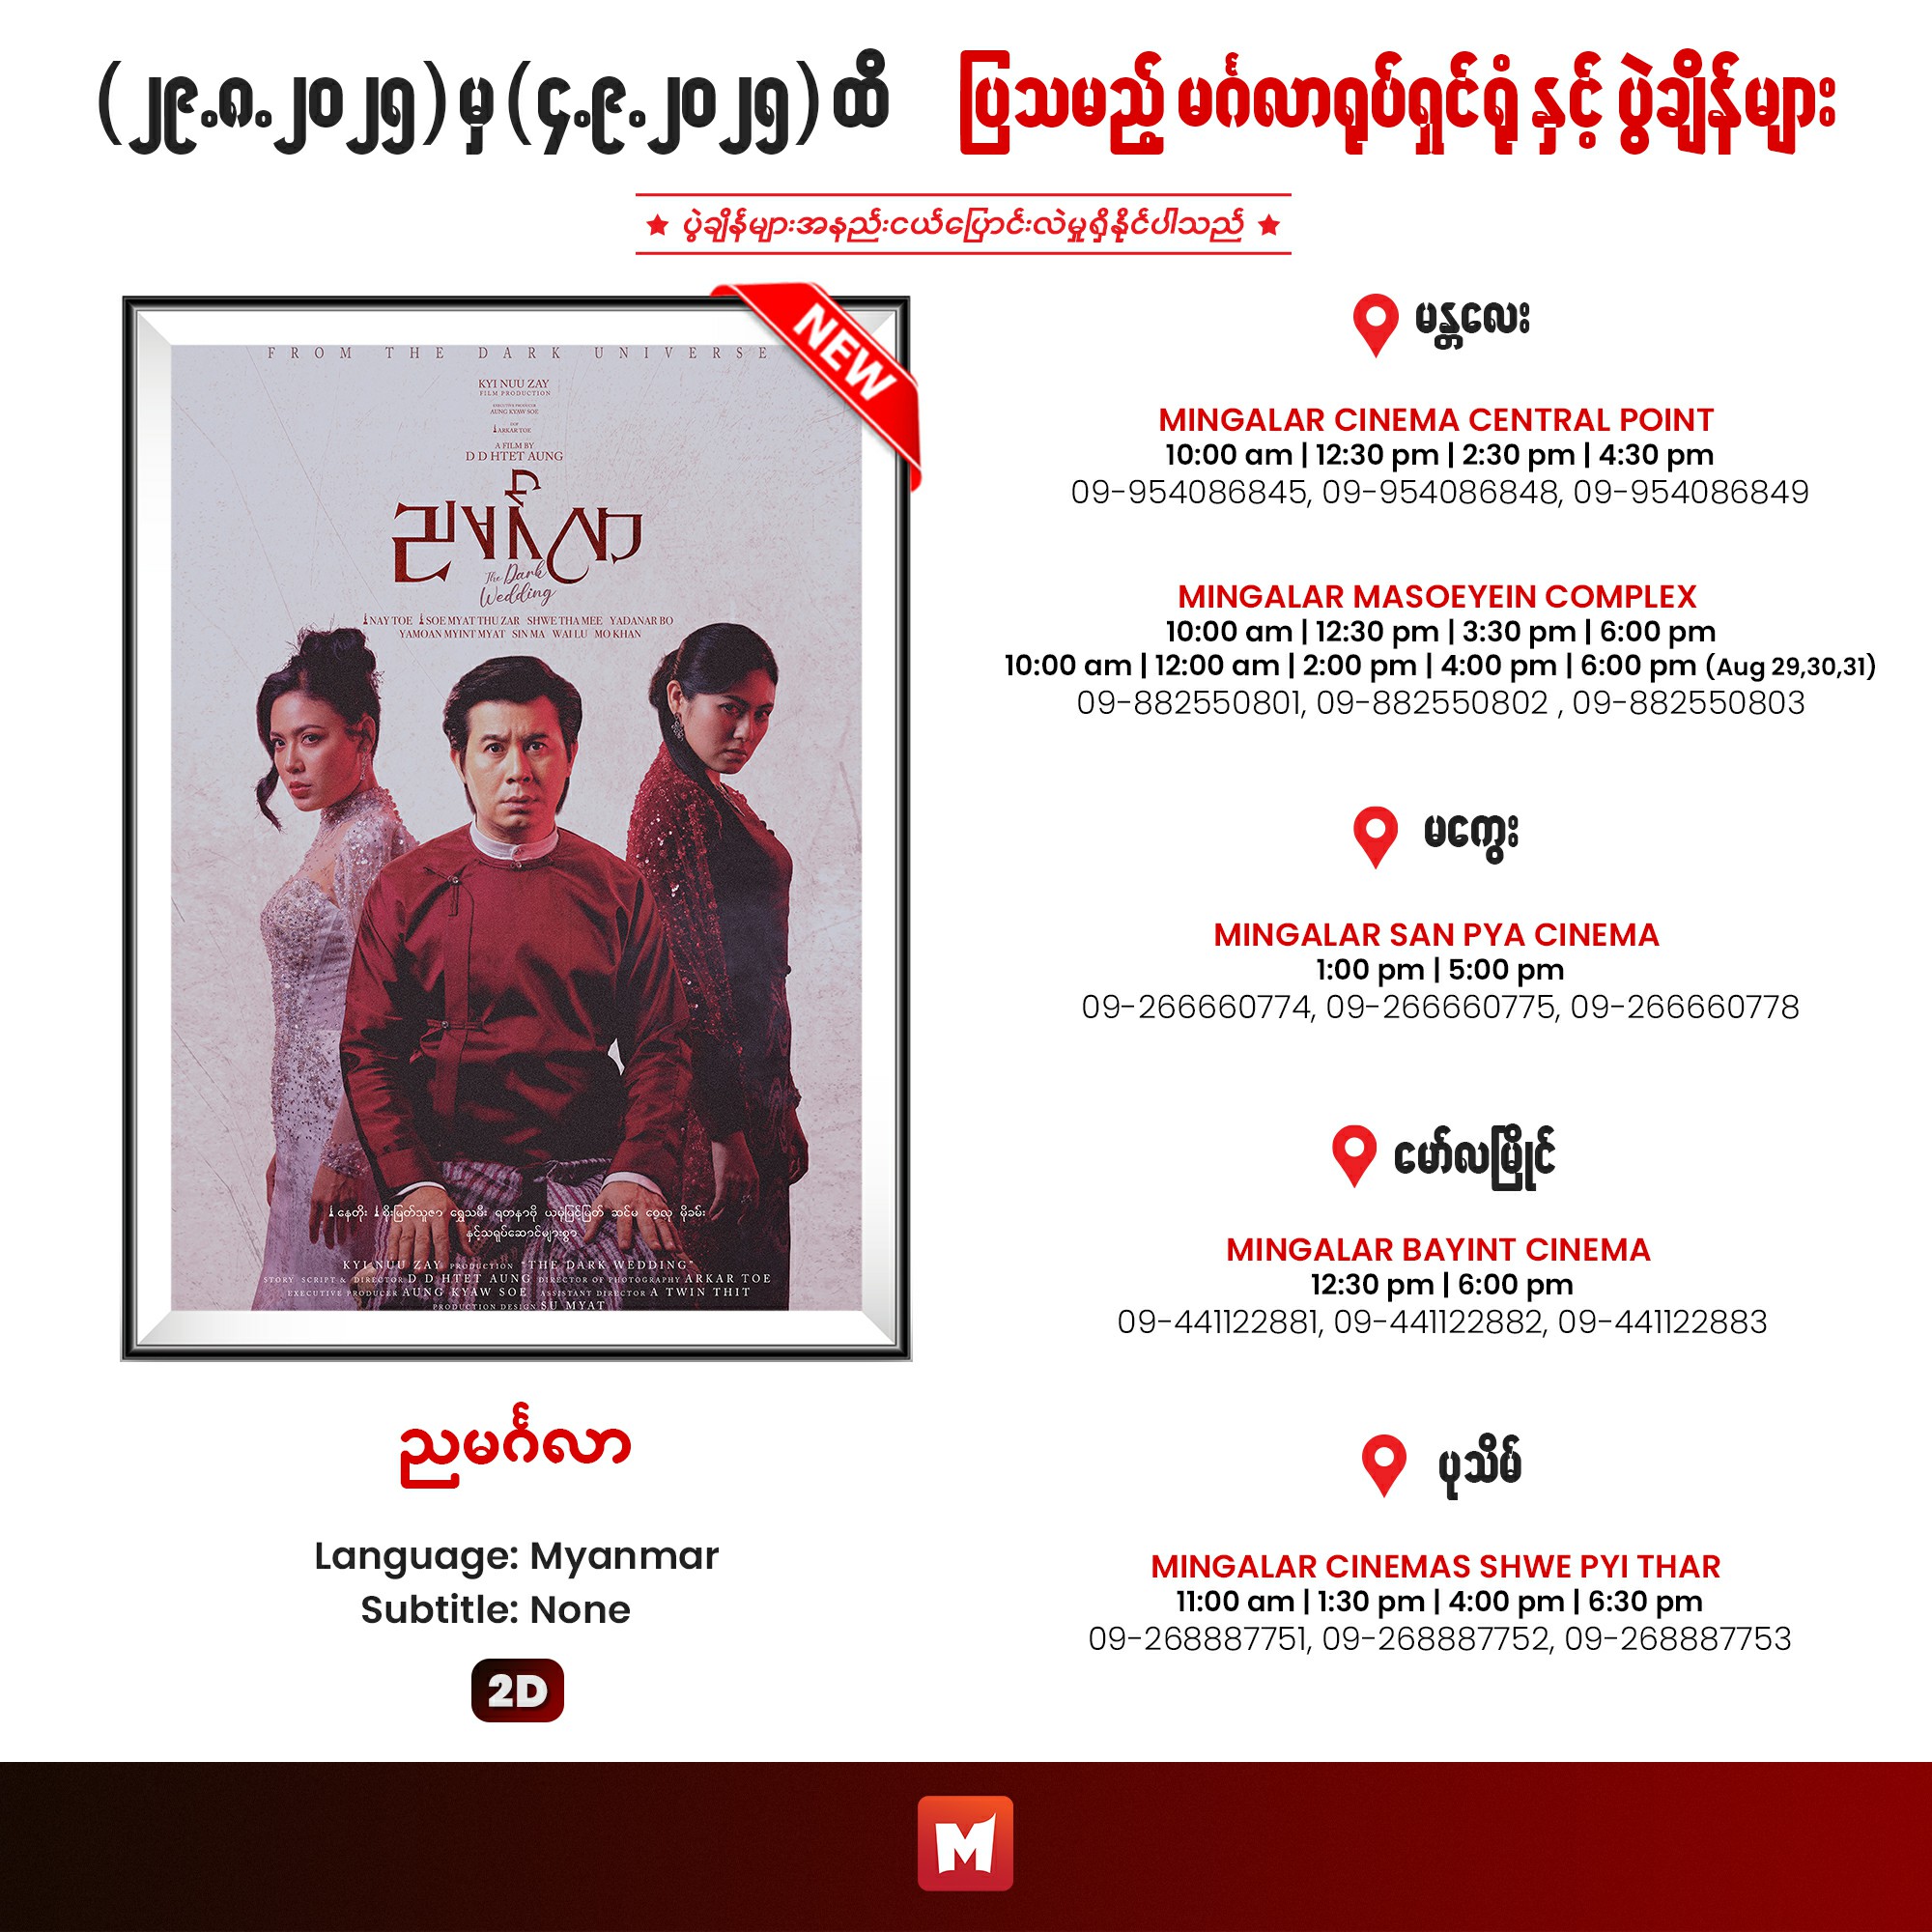 (၂၉.၈.၂၀၂၅) မှ (၄.၉.၂၀၂၅) ထိ ပြသမည့် မင်္ဂလာရုပ်ရှင်ရုံ နှင့် ပွဲချိန်များ
★ ပွဲချိန်များအနည်းငယ်ပြောင်းလဲမှုရှိနိုင်ပါသည် ★
NEW
FROM THE DARK UNIVERSE
KYI NUU ZAY
FILM PRODUCTION
EXECUTIVE PRODUCER
AUNG KYAW SOE
DOP
ARKAR TOE
A FILM BY
D D HTET AUNG
ညမင်္ဂလာ
The Dark
Wedding
NAY TOE SOE MYAT THU ZAR SHWE THA MEE YADANAR BO
YAMOAN MYINT MYAT SIN MA WAI LU MO KHAN
နေတိုး စိုးမြတ်သူဇာ ရွှေသမီး ရတနာဗို ယမုံမြင့်မြတ် ဆင်မ ဝေ့လု မိုခမ်း
နှင့်သရုပ်ဆောင်များစွာ
KYI NUU ZAY PRODUCTION "THE DARK WEDDING"
STORY SCRIPT & DIRECTOR D D HTET AUNG DIRECTOR OF PHOTOGRAPHY ARKAR TOE
EXECUTIVE PRODUCER AUNG KYAW SOE ASSISTANT DIRECTOR A TWIN THIT
PRODUCTION DESIGN SU MYAT
ညမင်္ဂလာ
Language: Myanmar
Subtitle: None
2D
မန္တလေး
MINGALAR CINEMA CENTRAL POINT
10:00 am | 12:30 pm | 2:30 pm | 4:30 pm
09-954086845, 09-954086848, 09-954086849
MINGALAR MASOEYEIN COMPLEX
10:00 am | 12:30 pm | 3:30 pm | 6:00 pm
10:00 am | 12:00 am | 2:00 pm | 4:00 pm | 6:00 pm (Aug 29,30,31)
09-882550801, 09-882550802 , 09-882550803
မကွေး
MINGALAR SAN PYA CINEMA
1:00 pm | 5:00 pm
09-266660774, 09-266660775, 09-266660778
မော်လမြိုင်
MINGALAR BAYINT CINEMA
12:30 pm | 6:00 pm
09-441122881, 09-441122882, 09-441122883
ပုသိမ်
MINGALAR CINEMAS SHWE PYI THAR
11:00 am | 1:30 pm | 4:00 pm | 6:30 pm
09-268887751, 09-268887752, 09-268887753
M